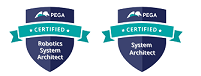 PEGA
CERTIFIED
Robotics
System
Architect
PEGA
CERTIFIED
System
Architect